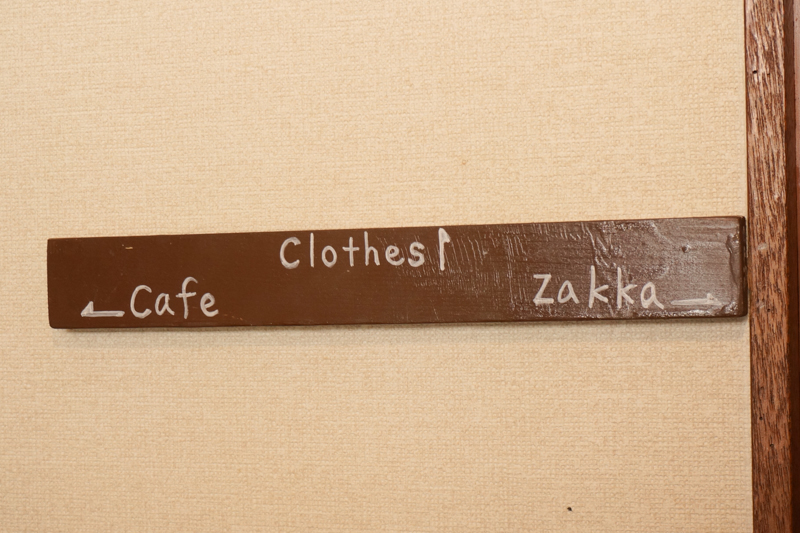 Clothes↑
←Cafe
Zakka→